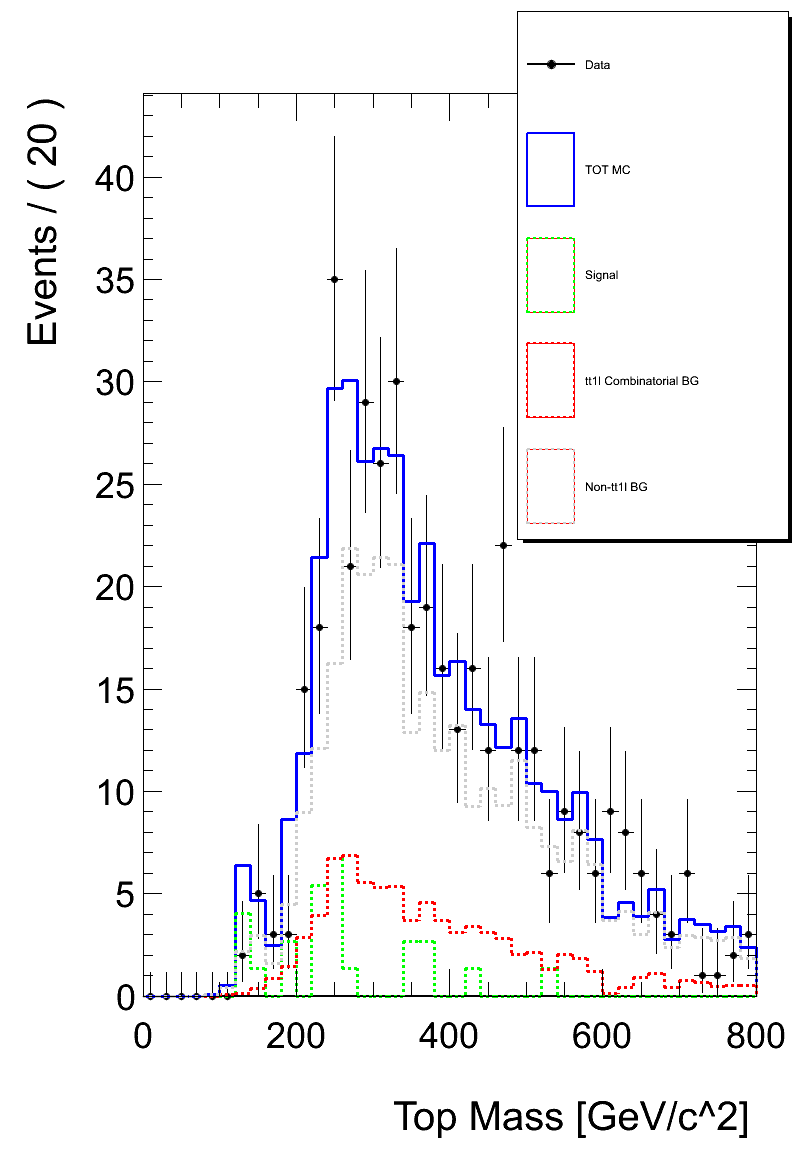 Data
TOT MC
Signal
tt1l Combinatorial BG
Non-tt1l BG
Events / ( 20 )
40
35
30
25
20
15
10
5
0
0 200 400 600 800
Top Mass [GeV/c^2]